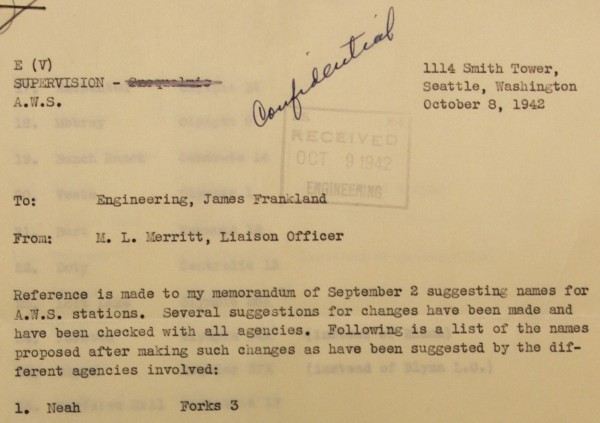 E (V)
SUPERVISION - Snoqualmie
A.W.S.
Confidential
1114 Smith Tower,
Seattle, Washington
October 8, 1942
RECEIVED
OCT 9 1942
ENGINEERING
To: Engineering, James Frankland
From: M. L. Merritt, Liaison Officer
Reference is made to my memorandum of September 2 suggesting names for
A.W.S. stations. Several suggestions for changes have been made and
have been checked with all agencies. Following is a list of the names
proposed after making such changes as have been suggested by the dif-
ferent agencies involved:
1. Neah Forks 3